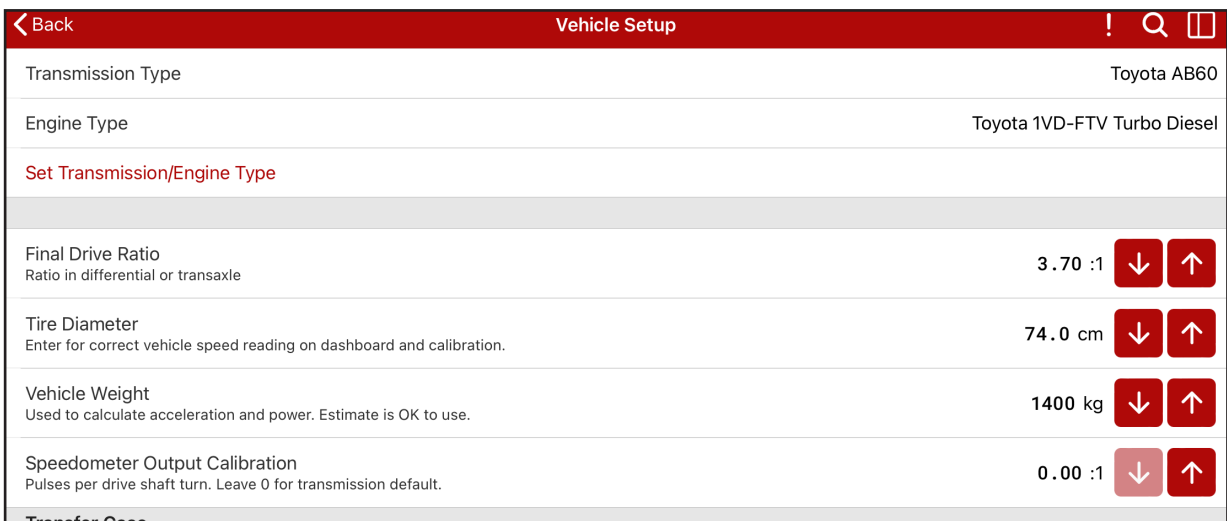 Back
Vehicle Setup
!
Transmission Type
Toyota AB60
Engine Type
Toyota 1VD-FTV Turbo Diesel
Set Transmission/Engine Type
Final Drive Ratio
Ratio in differential or transaxle
3.70 :1
Tire Diameter
Enter for correct vehicle speed reading on dashboard and calibration.
74.0 cm
Vehicle Weight
Used to calculate acceleration and power. Estimate is OK to use.
1400 kg
Speedometer Output Calibration
Pulses per drive shaft turn. Leave 0 for transmission default.
0.00 :1
Transfer Case